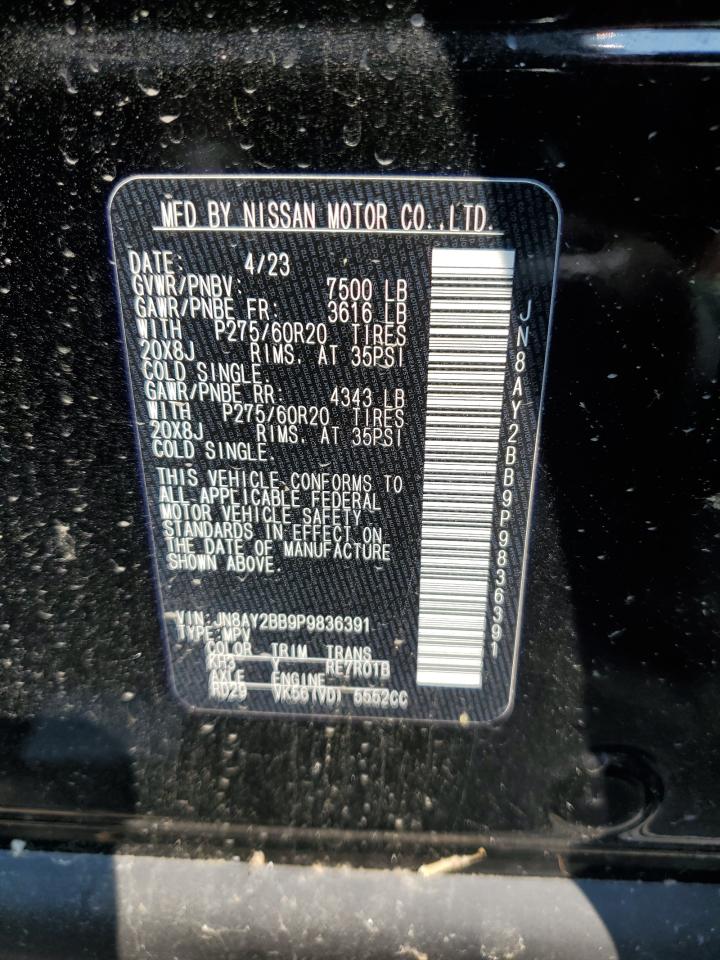 MFD BY NISSAN MOTOR CO.,LTD.
DATE: 4/23
GVWR/PNBV: 7500 LB
GAWR/PNBE FR: 3616 LB
WITH P275/60R20 TIRES
20X8J RIMS. AT 35PSI
COLD SINGLE.
GAWR/PNBE RR: 4343 LB
WITH P275/60R20 TIRES
20X8J RIMS. AT 35PSI
COLD SINGLE.
THIS VEHICLE CONFORMS TO
ALL APPLICABLE FEDERAL
MOTOR VEHICLE SAFETY
STANDARDS IN EFFECT ON
THE DATE OF MANUFACTURE
SHOWN ABOVE.
VIN:JN8AY2BB9P9836391
TYPE:MPV
COLOR TRIM TRANS
KH3 Y RE7R01B
AXLE ENGINE
RD29 VK56(VD) 5552CC
JN8AY2BB9P9836391